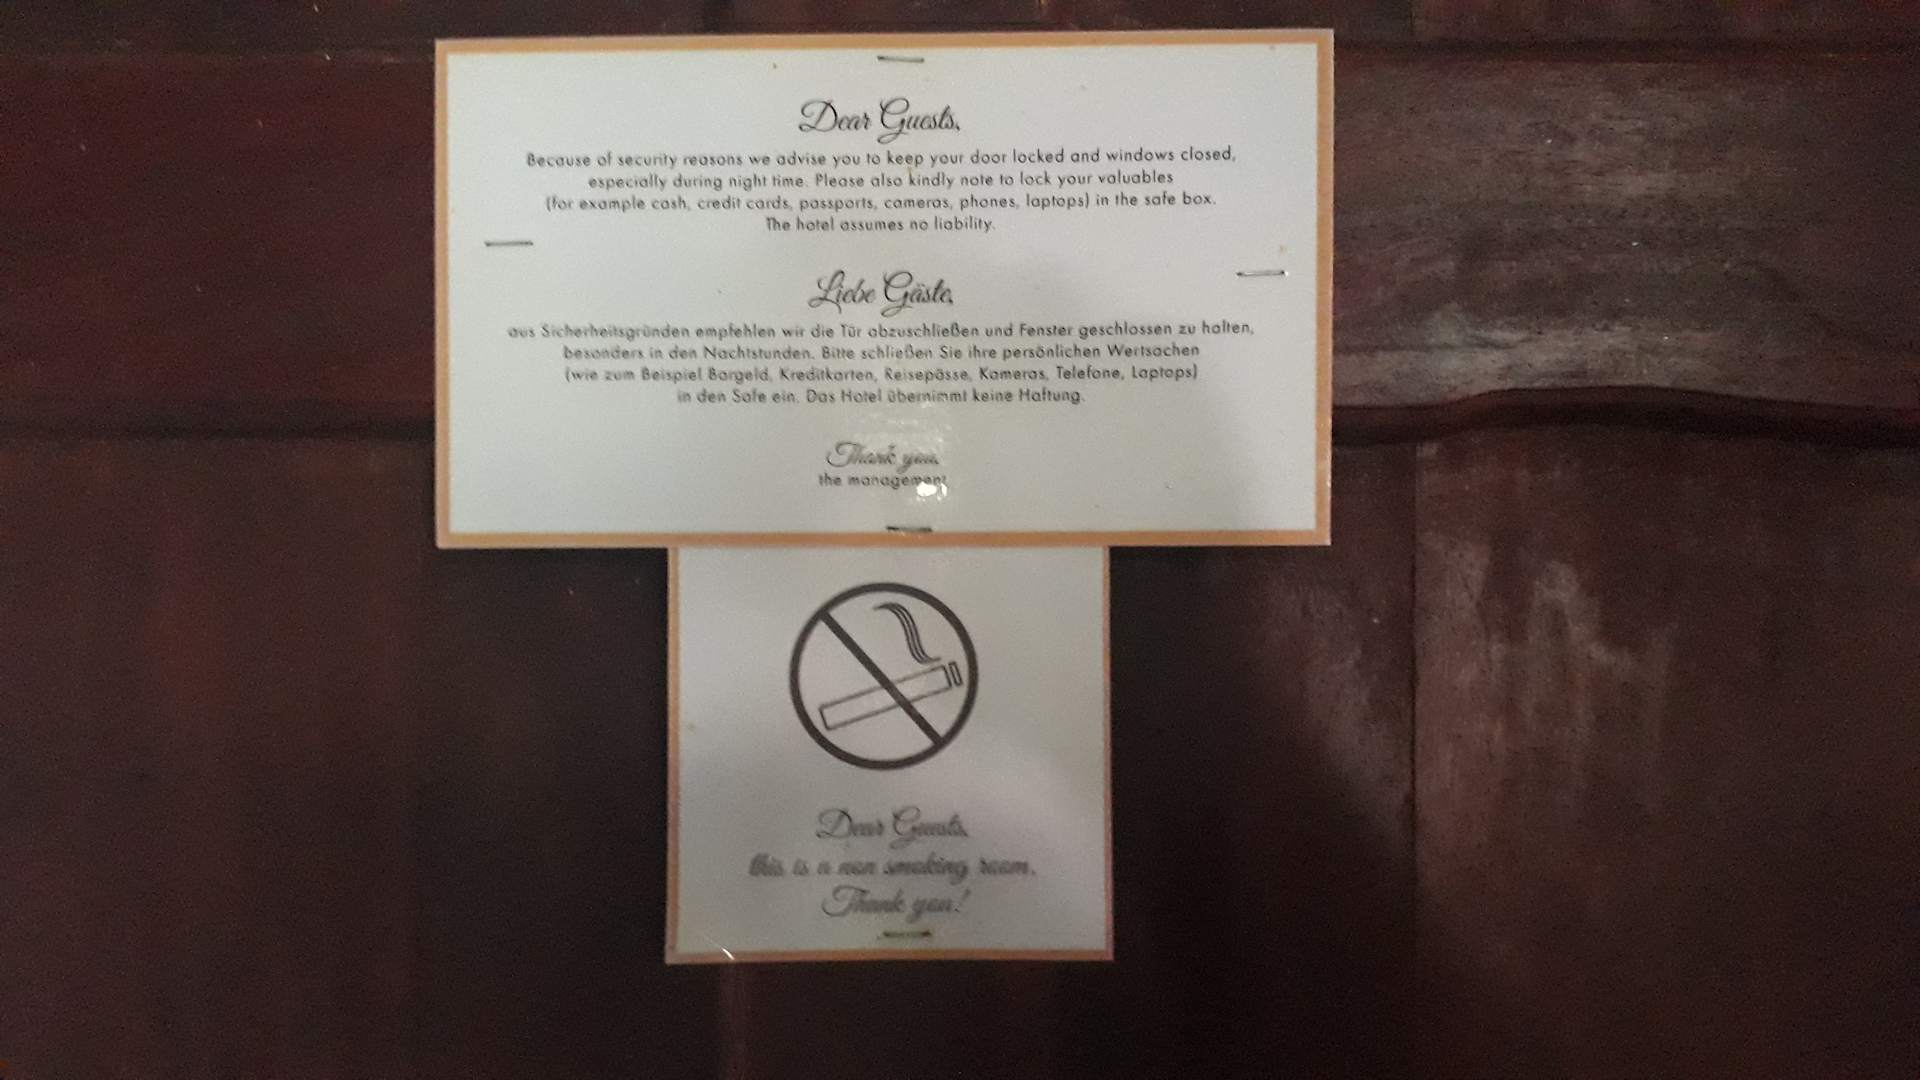 Dear Guests,
Because of security reasons we advise you to keep your door locked and windows closed,
especially during night time. Please also kindly note to lock your valuables
(for example cash, credit cards, passports, cameras, phones, laptops) in the safe box.
The hotel assumes no liability.
Liebe Gäste,
aus Sicherheitsgründen empfehlen wir die Tür abzuschließen und Fenster geschlossen zu halten,
besonders in den Nachtstunden. Bitte schließen Sie ihre persönlichen Wertsachen
(wie zum Beispiel Bargeld, Kreditkarten, Reisepässe, Kameras, Telefone, Laptops)
in den Safe ein. Das Hotel übernimmt keine Haftung.
Thank you,
the management
Dear Guests,
this is a non smoking room.
Thank you!